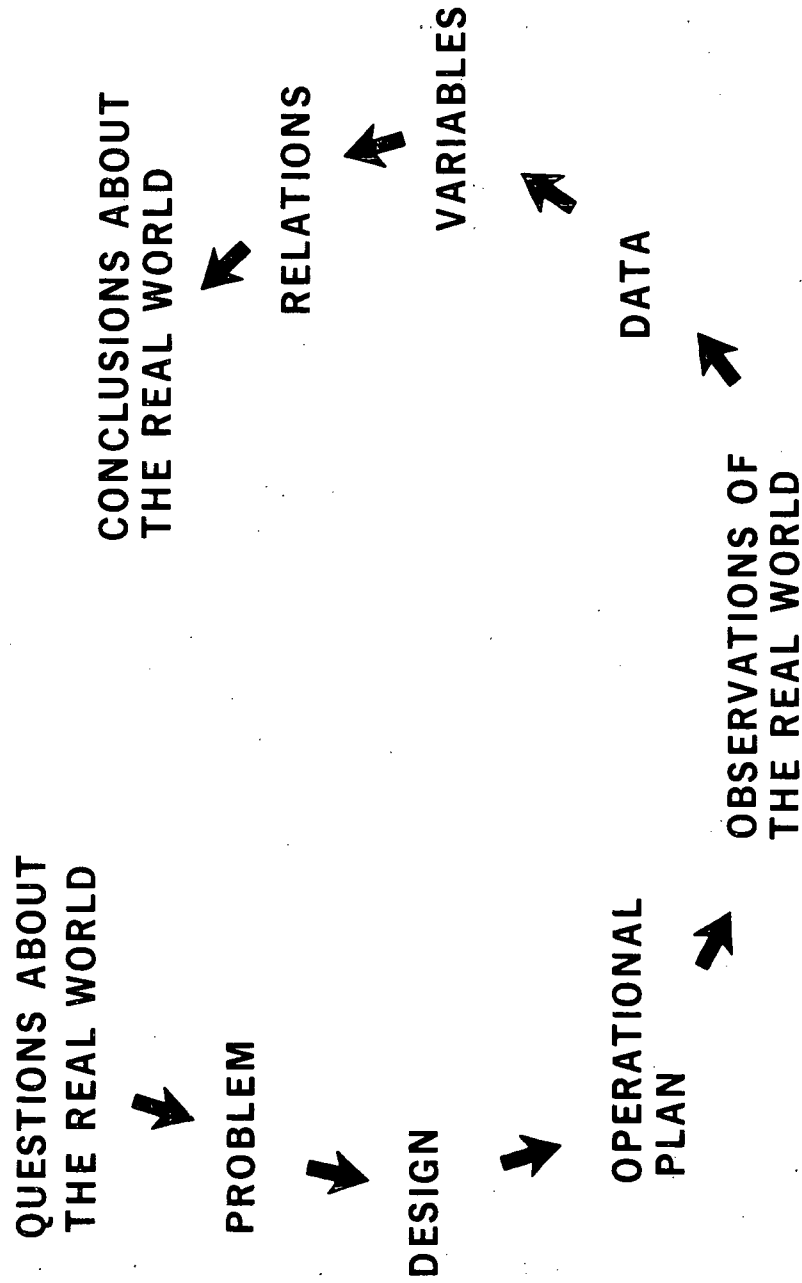 QUESTIONS ABOUT
THE REAL WORLD
PROBLEM
DESIGN
OPERATIONAL
PLAN
OBSERVATIONS OF
THE REAL WORLD
DATA
VARIABLES
RELATIONS
CONCLUSIONS ABOUT
THE REAL WORLD